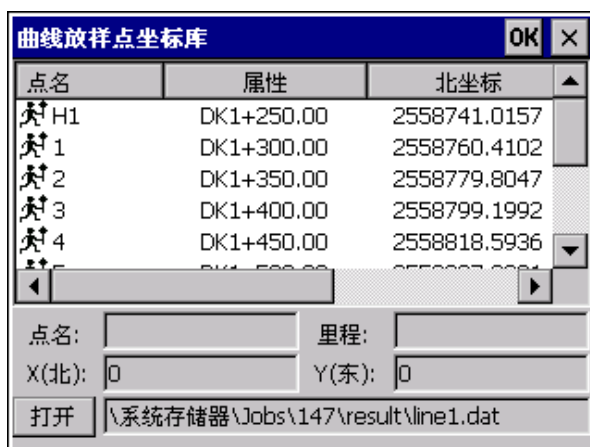 曲线放样点坐标库 OK
点名 属性 北坐标
H1 DK1+250.00 2558741.0157
1 DK1+300.00 2558760.4102
2 DK1+350.00 2558779.8047
3 DK1+400.00 2558799.1992
4 DK1+450.00 2558818.5936
点名: 里程:
X(北): 0 Y(东): 0
打开 \系统存储器\Jobs\147\result\line1.dat